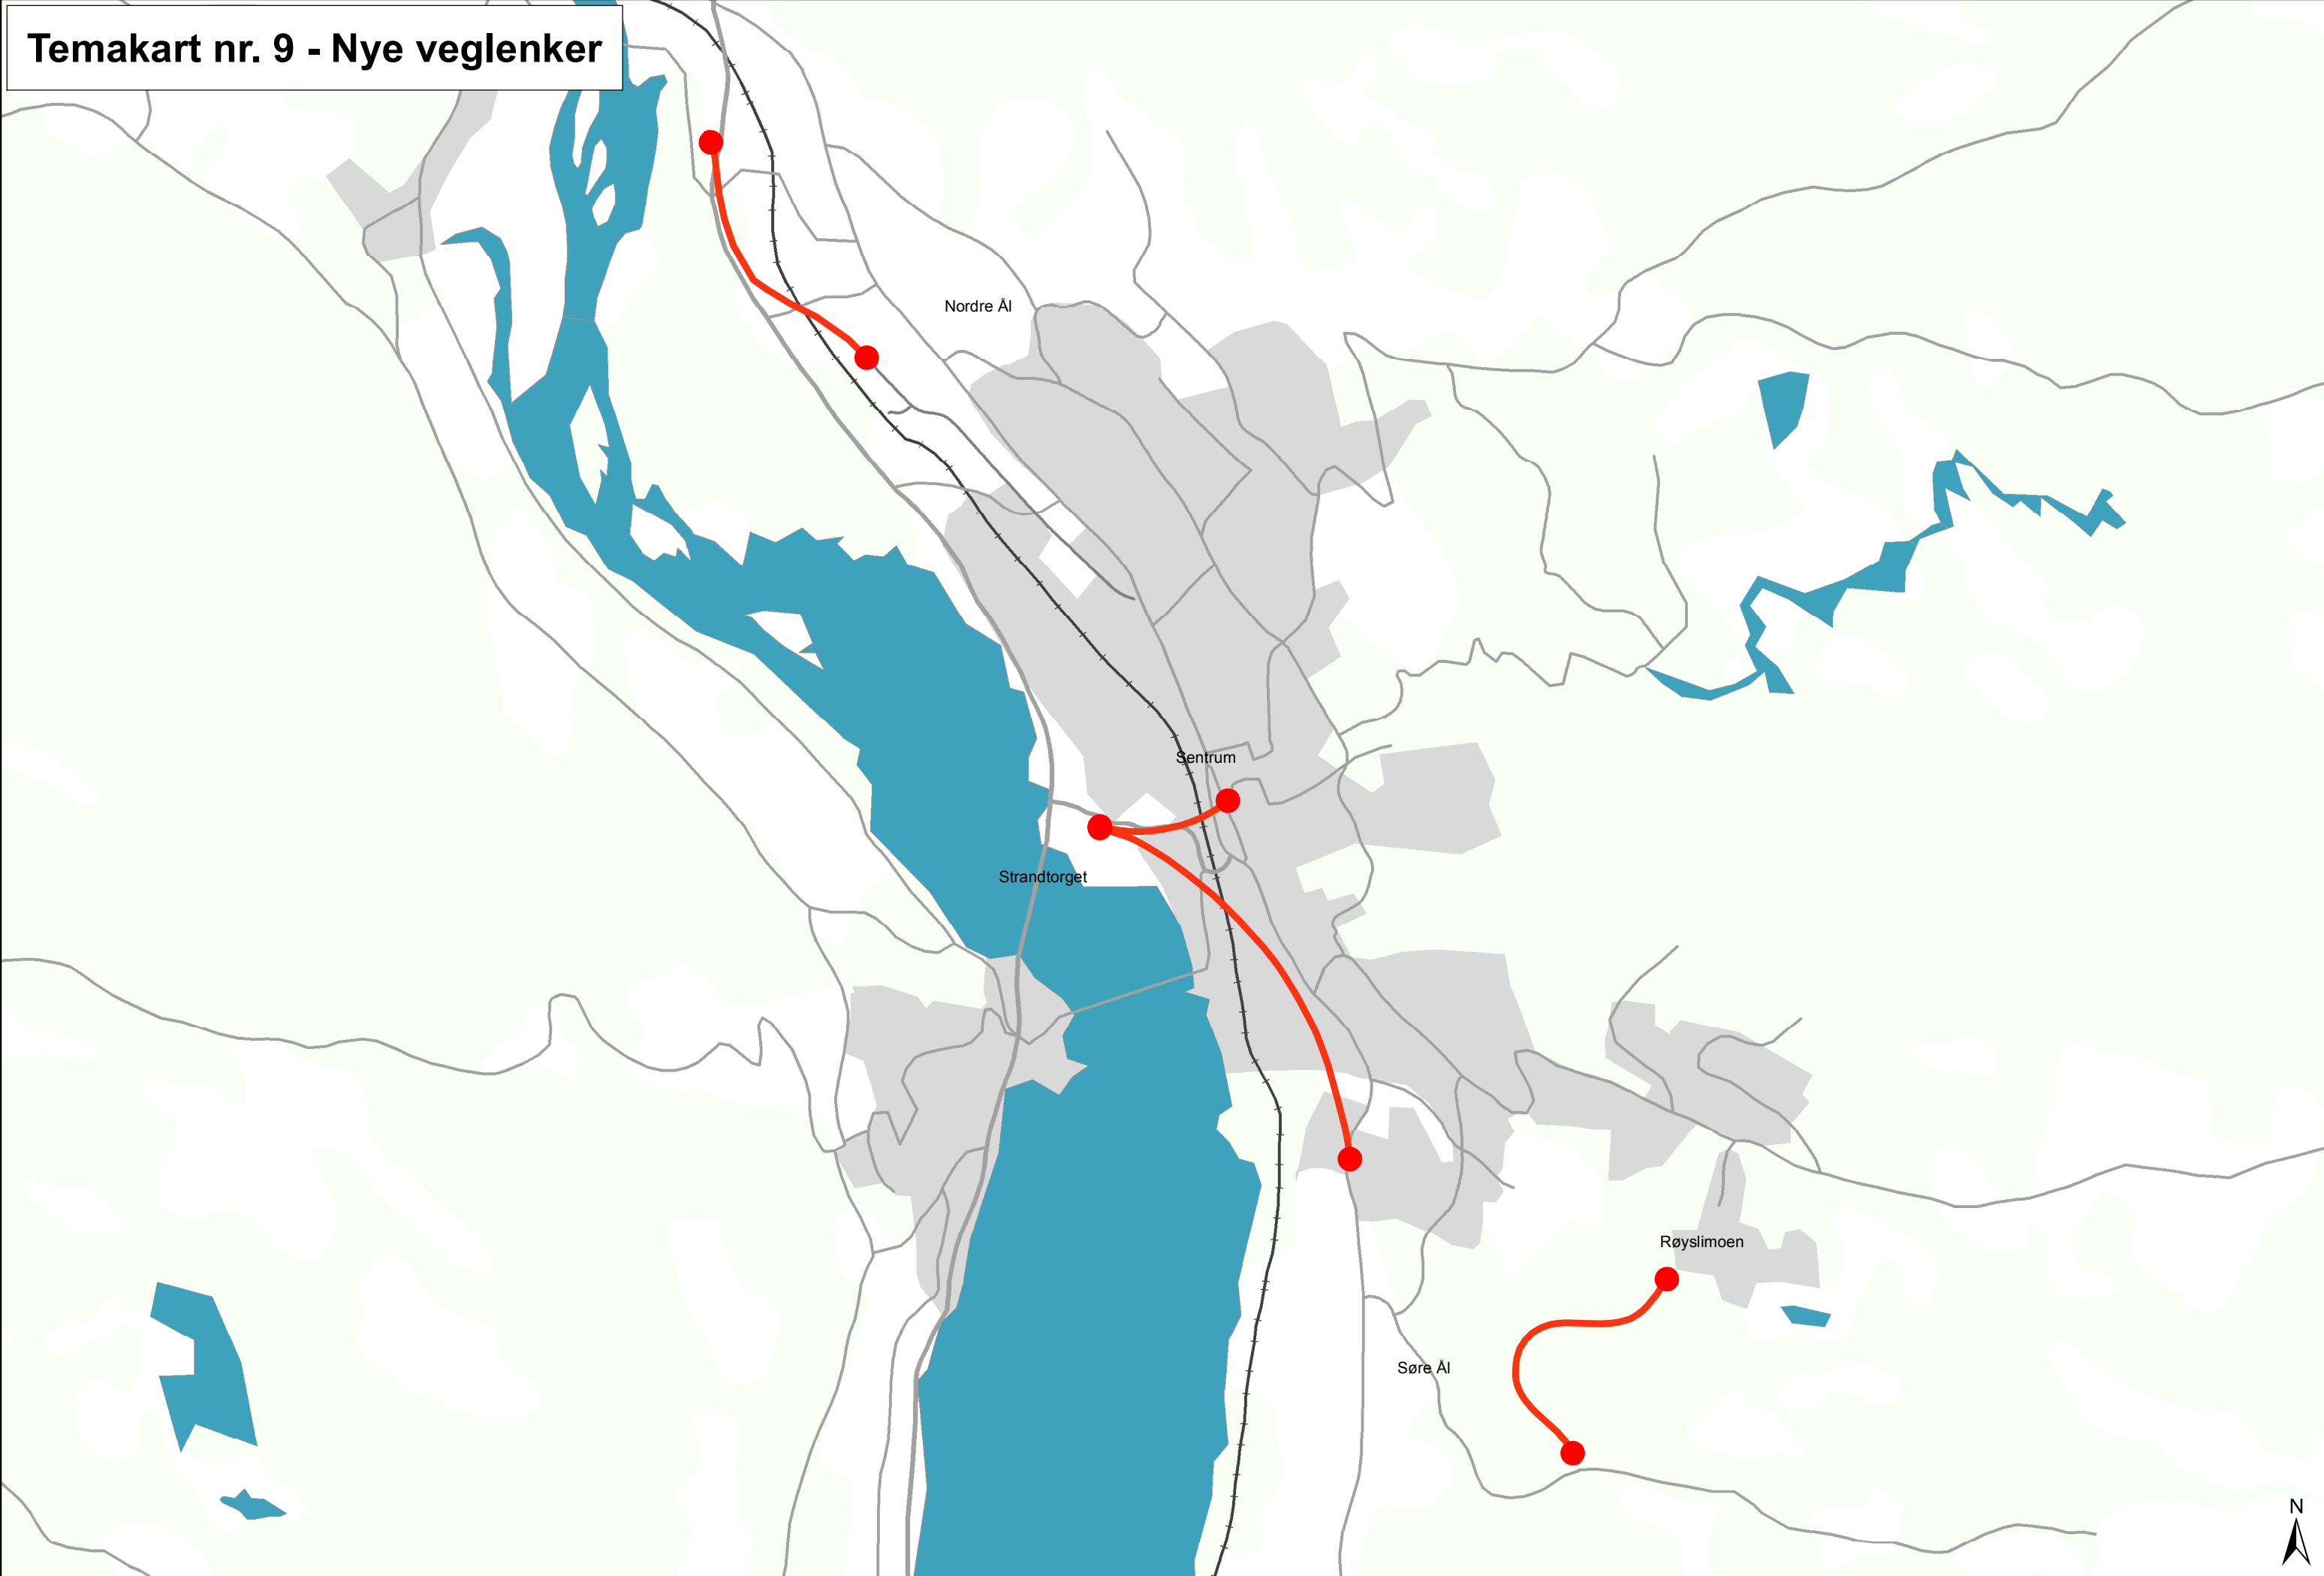 Temakart nr. 9 - Nye veglenker
Nordre Ål
Sentrum
Strandtorget
Røyslimoen
Søre Ål
N